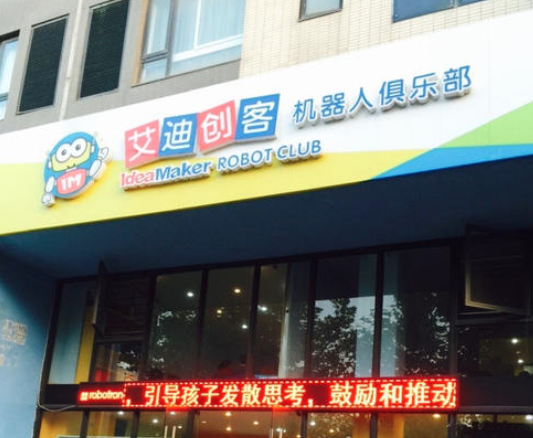 艾迪创客 机器人俱乐部
IdeaMaker ROBOT CLUB
IM
robotron ，引导孩子发散思考，鼓励和推动